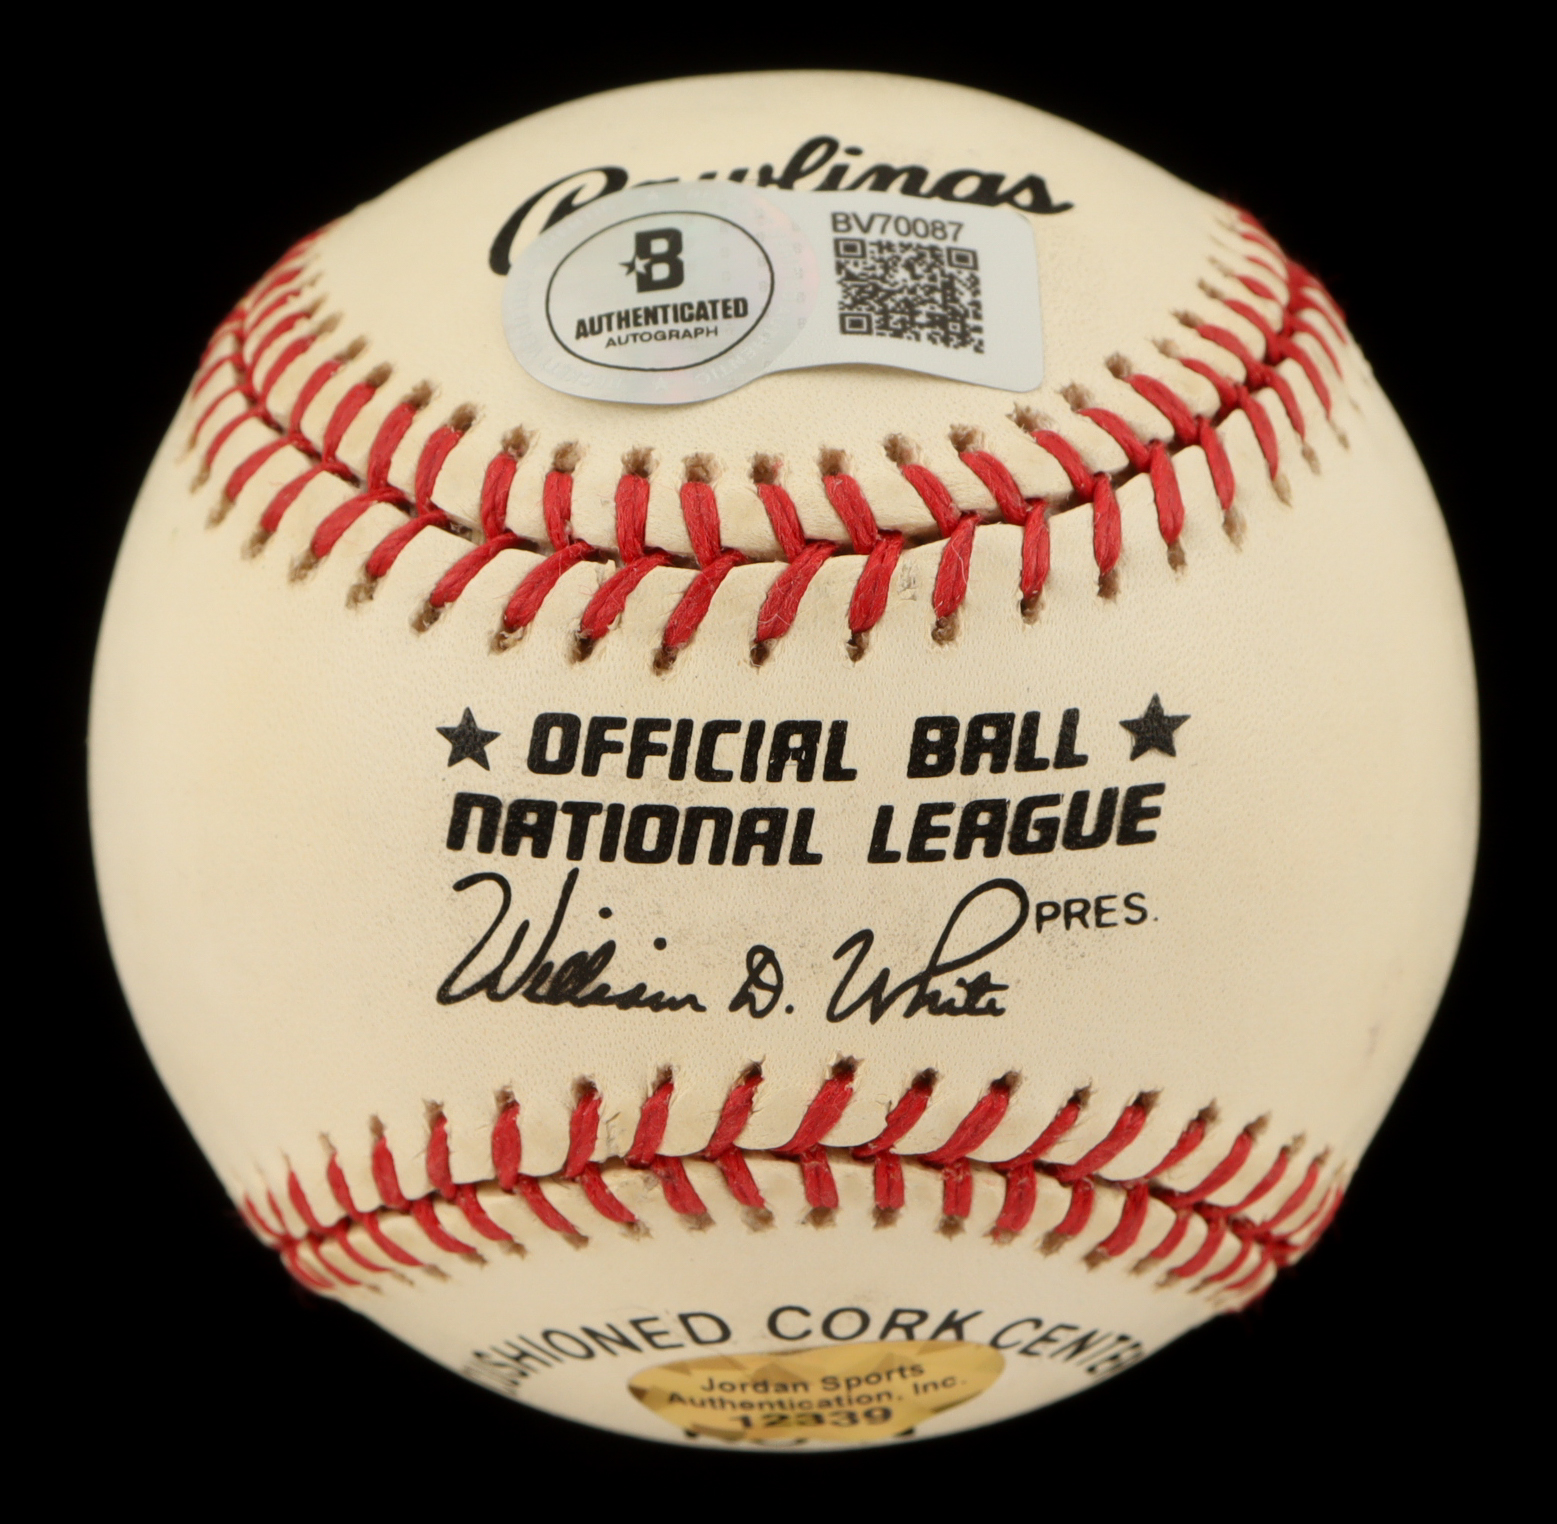 Rawlings
BV70087
B
AUTHENTICATED
AUTOGRAPH
OFFICIAL BALL
NATIONAL LEAGUE
William D. White PRES.
CUSHIONED CORK CENTER
Jordan Sports
Authentication, Inc.
12339